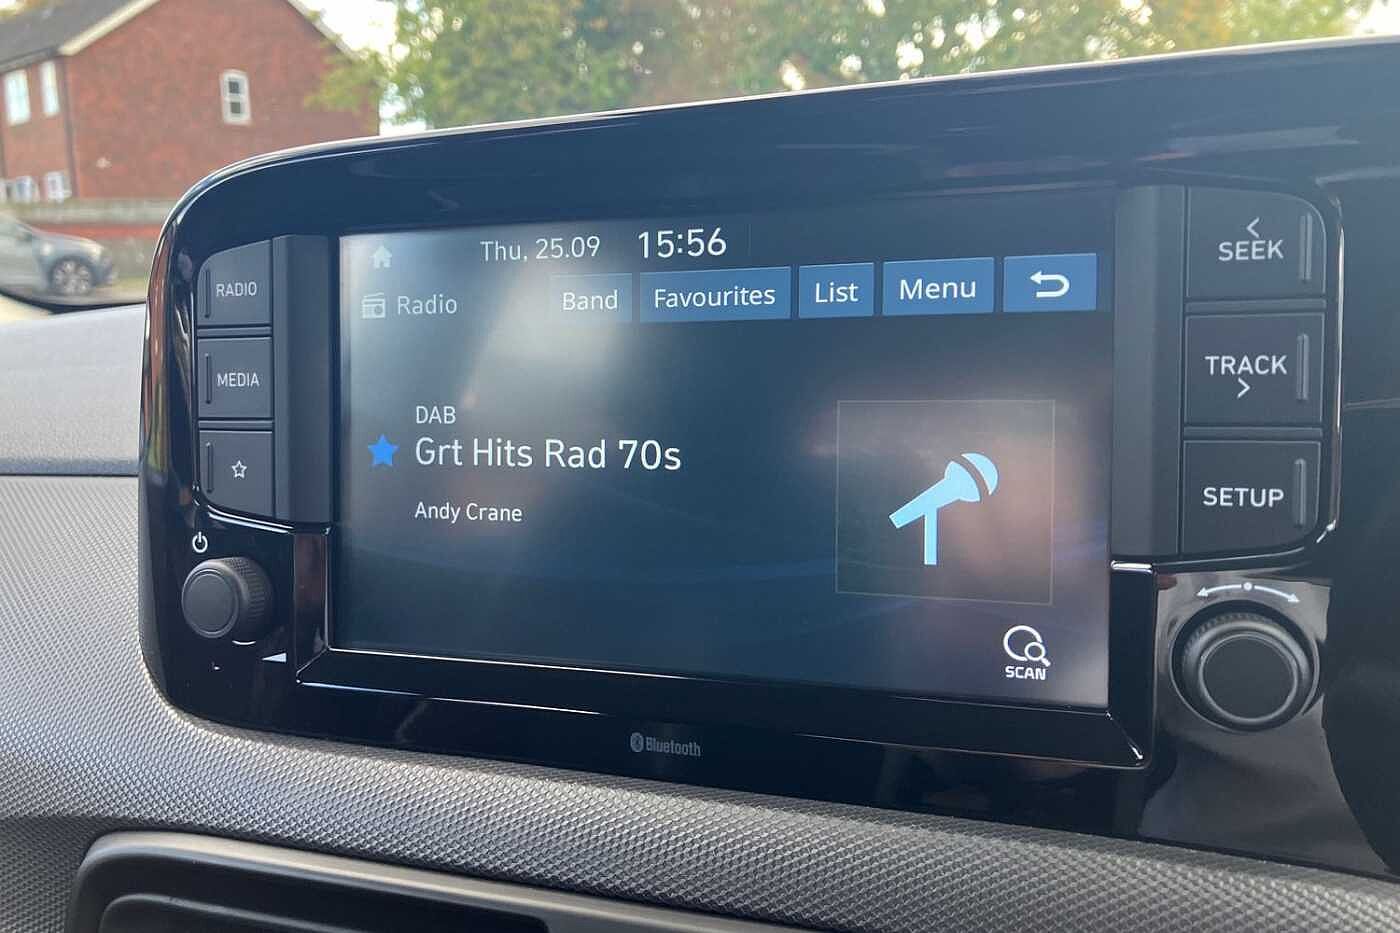 Thu, 25.09 15:56
Radio
Band Favourites List Menu
DAB
Grt Hits Rad 70s
Andy Crane
SCAN
RADIO
MEDIA
< SEEK
TRACK >
SETUP
Bluetooth